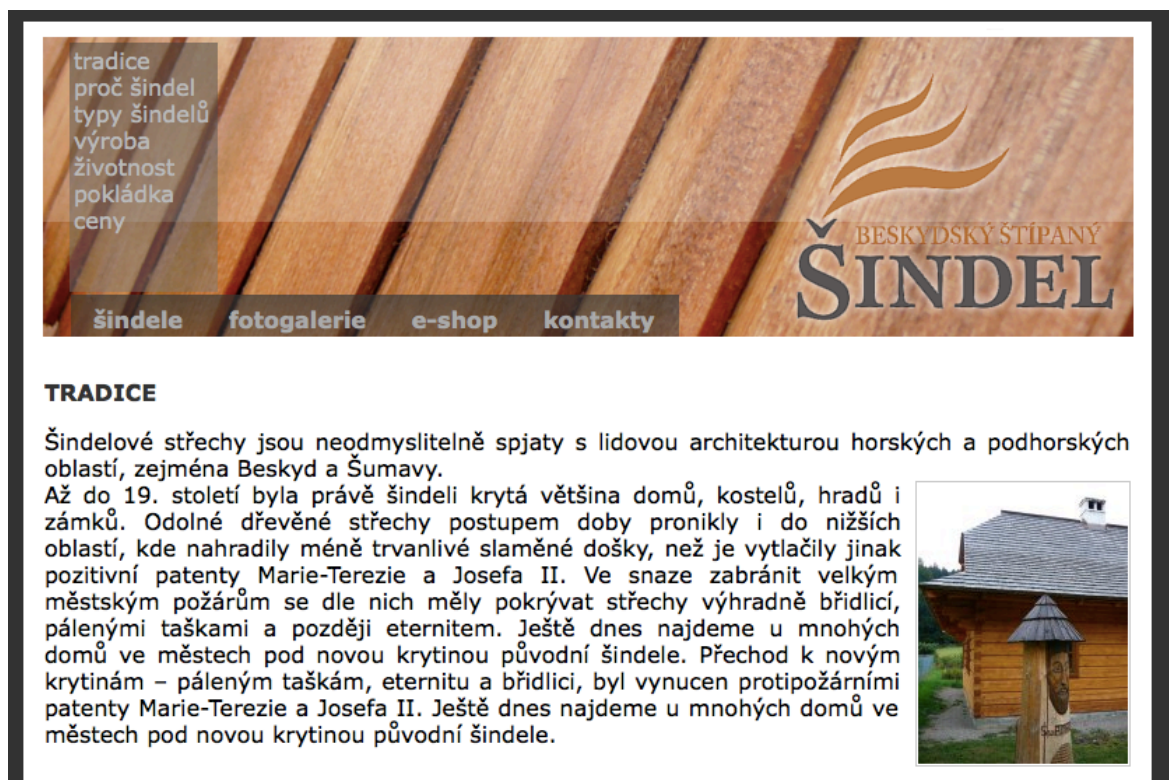 tradice
proč šindel
typy šindelů
výroba
životnost
pokládka
ceny
BESKYDSKÝ ŠTÍPANÝ
ŠINDEL
šindele fotogalerie e-shop kontakty
TRADICE
Šindelové střechy jsou neodmyslitelně spjaty s lidovou architekturou horských a podhorských
oblastí, zejména Beskyd a Šumavy.
Až do 19. století byla právě šindeli krytá většina domů, kostelů, hradů i
zámků. Odolné dřevěné střechy postupem doby pronikly i do nižších
oblastí, kde nahradily méně trvanlivé slaměné došky, než je vytlačily jinak
pozitivní patenty Marie-Terezie a Josefa II. Ve snaze zabránit velkým
městským požárům se dle nich měly pokrývat střechy výhradně břidlicí,
pálenými taškami a později eternitem. Ještě dnes najdeme u mnohých
domů ve městech pod novou krytinou původní šindele. Přechod k novým
krytinám – páleným taškám, eternitu a břidlici, byl vynucen protipožárními
patenty Marie-Terezie a Josefa II. Ještě dnes najdeme u mnohých domů ve
městech pod novou krytinou původní šindele.